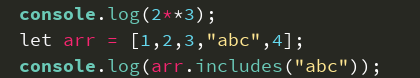 console.log(2**3);
let arr = [1,2,3,"abc",4];
console.log(arr.includes("abc"));